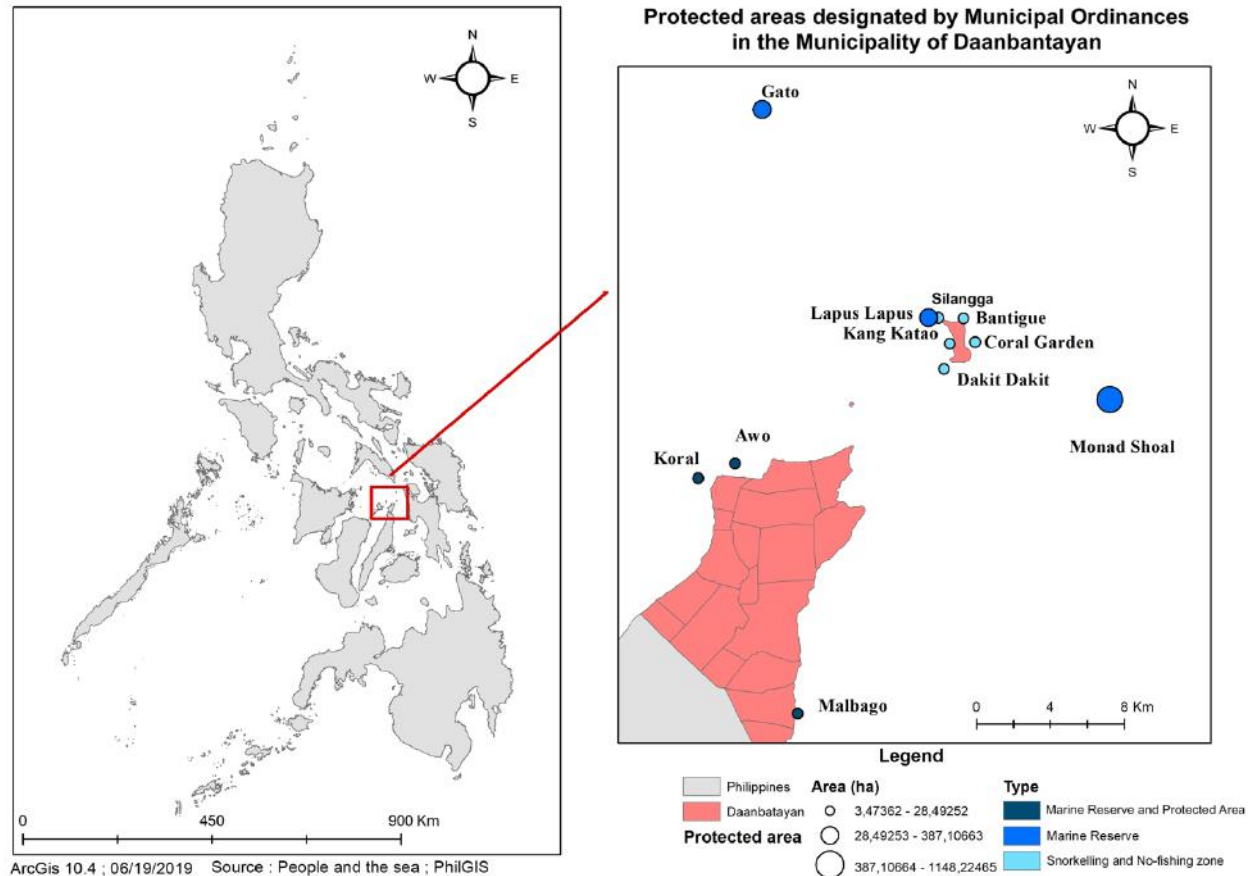 N
W
E
S
0
450
900 Km
ArcGis 10.4 ; 06/19/2019 Source : People and the sea ; PhilGIS
Protected areas designated by Municipal Ordinances
in the Municipality of Daanbantayan
Gato
N
W
E
S
Silangga
Lapus Lapus
Bantigue
Kang Katao
Coral Garden
Dakit Dakit
Monad Shoal
Awo
Koral
Malbago
0
4
8 Km
Legend
Philippines
Daanbatayan
Protected area
Area (ha)
3,47362 - 28,49252
28,49253 - 387,10663
387,10664 - 1148,22465
Type
Marine Reserve and Protected Area
Marine Reserve
Snorkelling and No-fishing zone